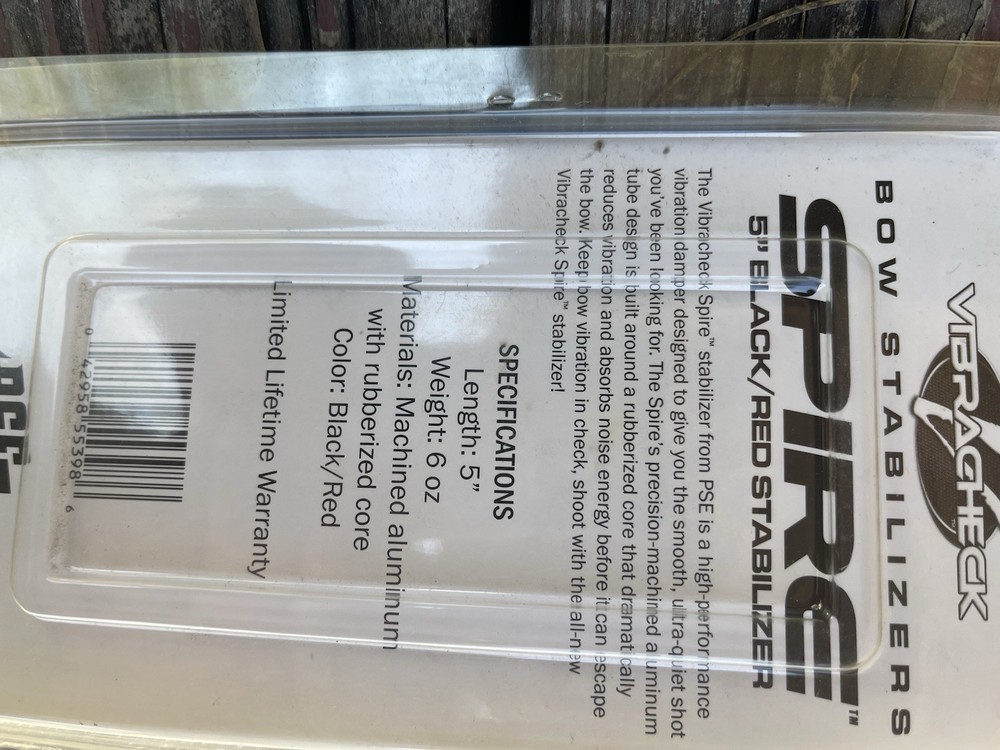 VIBRACHECK
BOW STABILIZERS
SPIRE™
5" BLACK/RED STABILIZER
The Vibracheck Spire™ stabilizer from PSE is a high-performance
vibration damper designed to give you the smooth, ultra-quiet shot
you've been looking for. The Spire's precision-machined aluminum
tube design is built around a rubberized core that dramatically
reduces vibration and absorbs noise energy before it can escape
the bow. Keep bow vibration in check, shoot with the all-new
Vibracheck Spire™ stabilizer!
SPECIFICATIONS
Length: 5"
Weight: 6 oz
Materials: Machined aluminum
with rubberized core
Color: Black/Red
Limited Lifetime Warranty
0 42958 55398 6